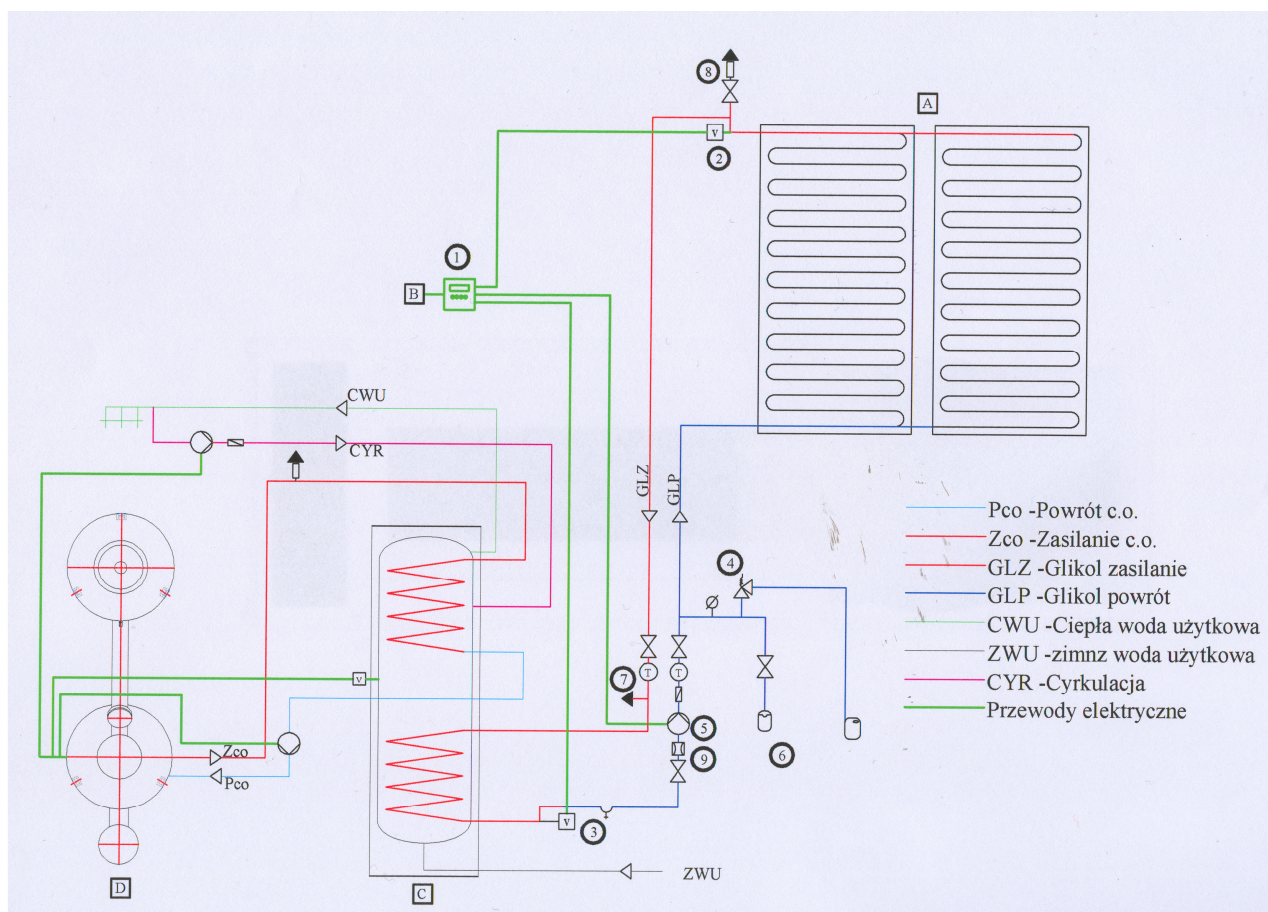 8
A
v
2
1
B
CWU
CYR
GLZ
GLP
Pco -Powrót c.o.
Zco -Zasilanie c.o.
GLZ -Glikol zasilanie
GLP -Glikol powrót
CWU -Ciepła woda użytkowa
ZWU -zimnz woda użytkowa
CYR -Cyrkulacja
Przewody elektryczne
4
T
T
7
v
5
6
9
Zco
Pco
v
3
ZWU
D
C